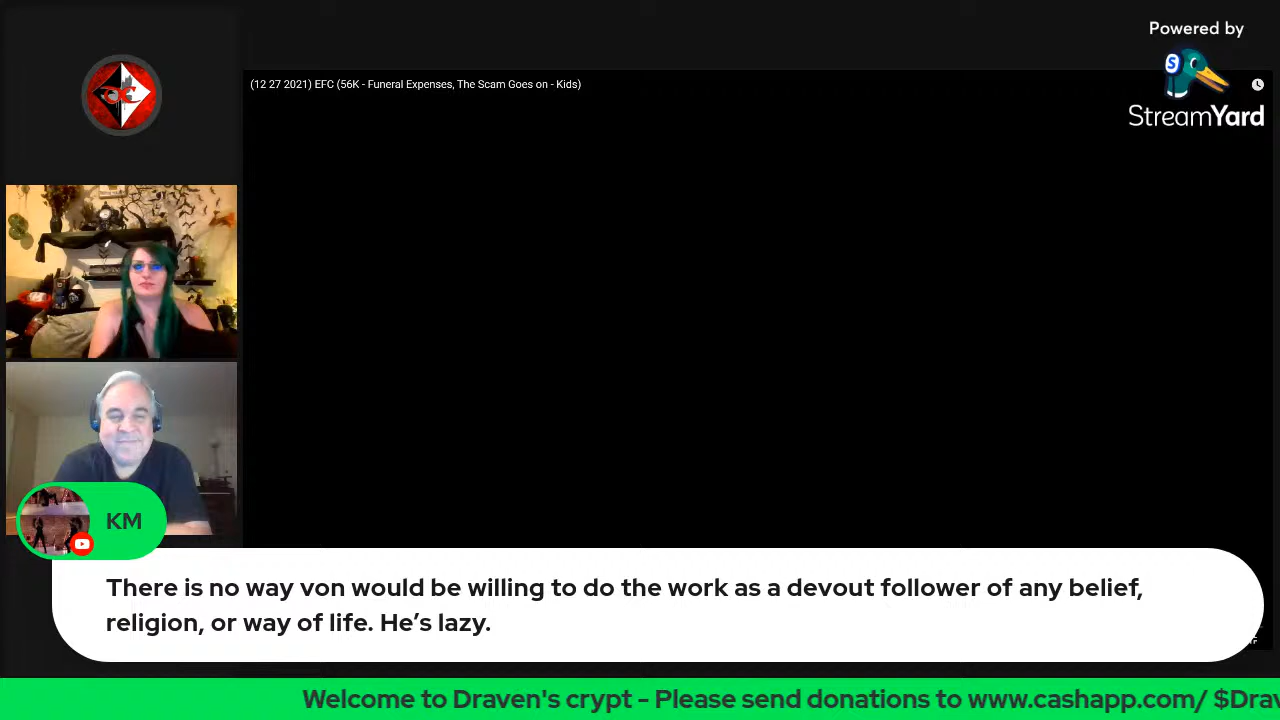 Powered by
StreamYard
(12 27 2021) EFC (56K - Funeral Expenses, The Scam Goes on - Kids)
KM
There is no way von would be willing to do the work as a devout follower of any belief,
religion, or way of life. He’s lazy.
Welcome to Draven's crypt - Please send donations to www.cashapp.com/ $Drav